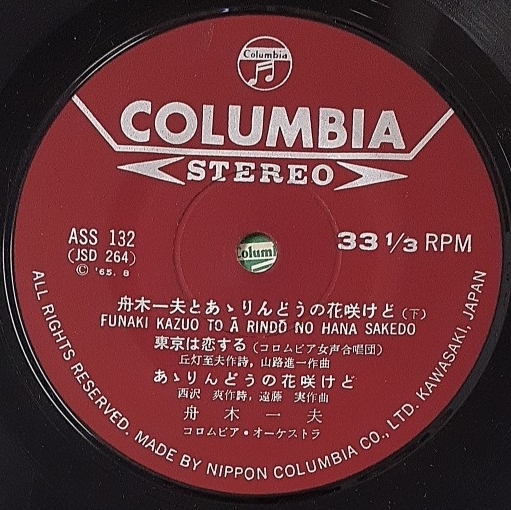 Columbia
COLUMBIA
STEREO
ASS 132
(JSD 264)
Ⓒ '65. 8
33 1/3 RPM
Colum
舟木一夫とあゝりんどうの花咲けど(下)
FUNAKI KAZUO TO Ā RINDŌ NO HANA SAKEDO
東京は恋する(コロムビア女声合唱団)
丘灯至夫作詩, 山路進一作曲
あゝりんどうの花咲けど
西沢 爽作詩, 遠藤 実作曲
舟木一夫
コロムビア・オーケストラ
ALL RIGHTS RESERVED. MADE BY NIPPON COLUMBIA CO., LTD. KAWASAKI, JAPAN